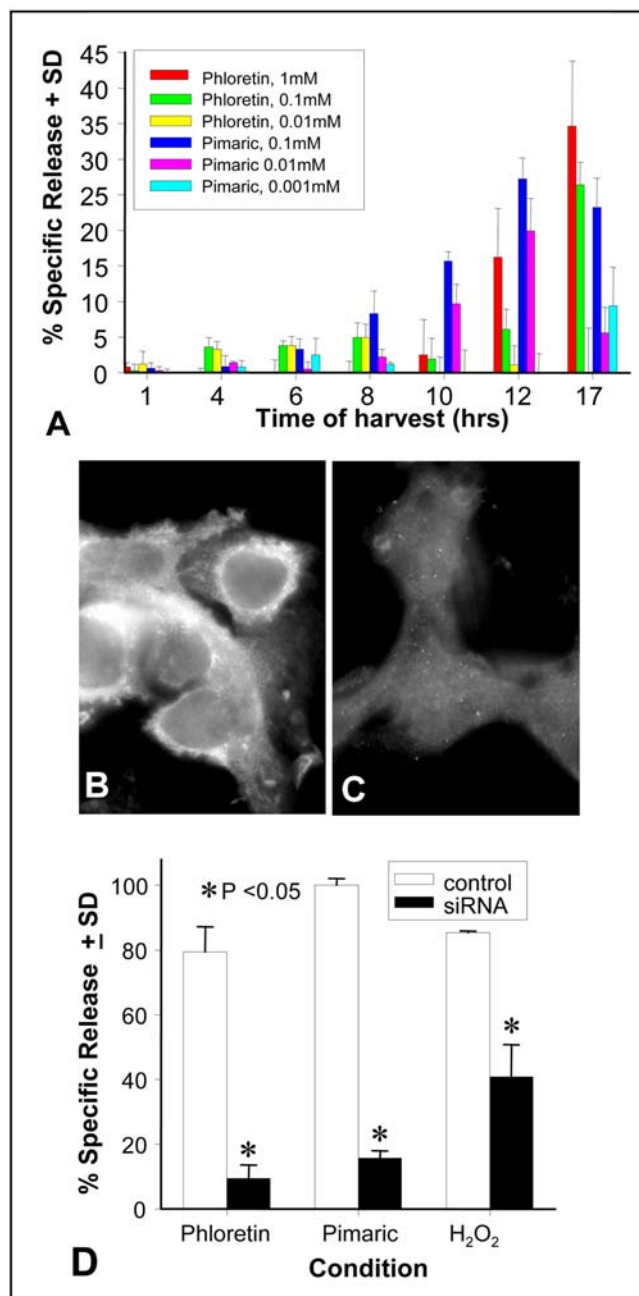 45
40
35
30
25
20
15
10
5
0
% Specific Release + SD
Phloretin, 1mM
Phloretin, 0.1mM
Phloretin, 0.01mM
Pimaric, 0.1mM
Pimaric 0.01mM
Pimaric, 0.001mM
1 4 6 8 10 12 17
Time of harvest (hrs)
A
B
C
100
80
60
40
20
0
% Specific Release ± SD
*P <0.05
control
siRNA
* * *
Phloretin Pimaric H₂O₂
Condition
D